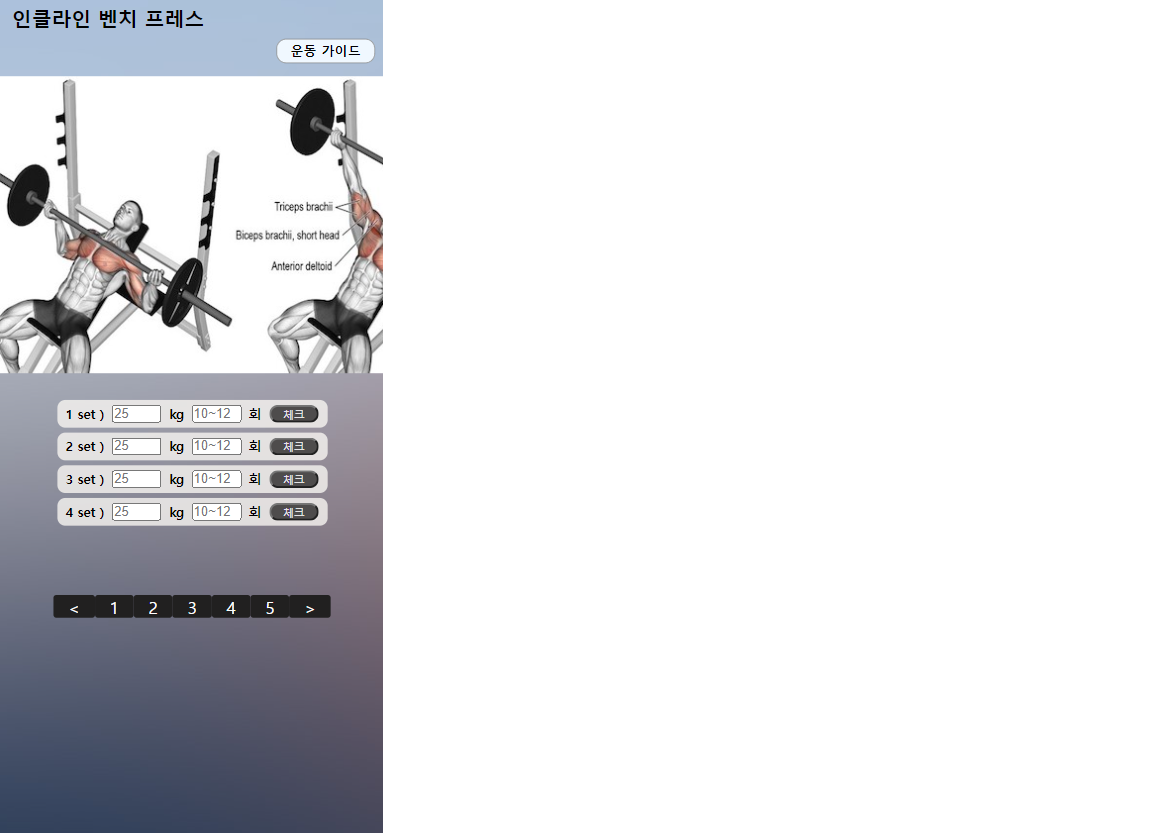 인클라인 벤치 프레스
운동 가이드
Triceps brachii
Biceps brachii, short head
Anterior deltoid
1 set ) 25 kg 10~12 회 체크
2 set ) 25 kg 10~12 회 체크
3 set ) 25 kg 10~12 회 체크
4 set ) 25 kg 10~12 회 체크
< 1 2 3 4 5 >